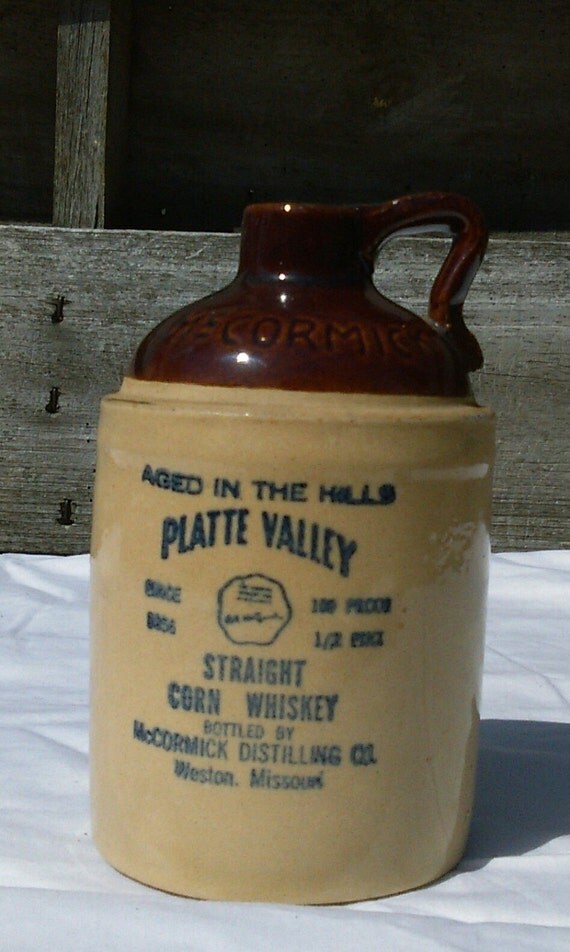 McCORMICK
AGED IN THE HILLS
PLATTE VALLEY
SINCE
1856
100 PROOF
1/2 PINT
STRAIGHT
CORN WHISKEY
BOTTLED BY
McCORMICK DISTILLING CO.
Weston, Missouri